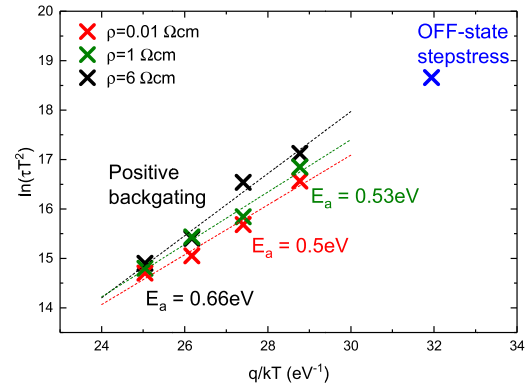 20
19
18
17
16
15
14
24
26
28
30
32
34
ln(τT²)
q/kT (eV⁻¹)
ρ=0.01 Ωcm
ρ=1 Ωcm
ρ=6 Ωcm
OFF-state
stepstress
Positive
backgating
Eₐ = 0.53eV
Eₐ = 0.5eV
Eₐ = 0.66eV